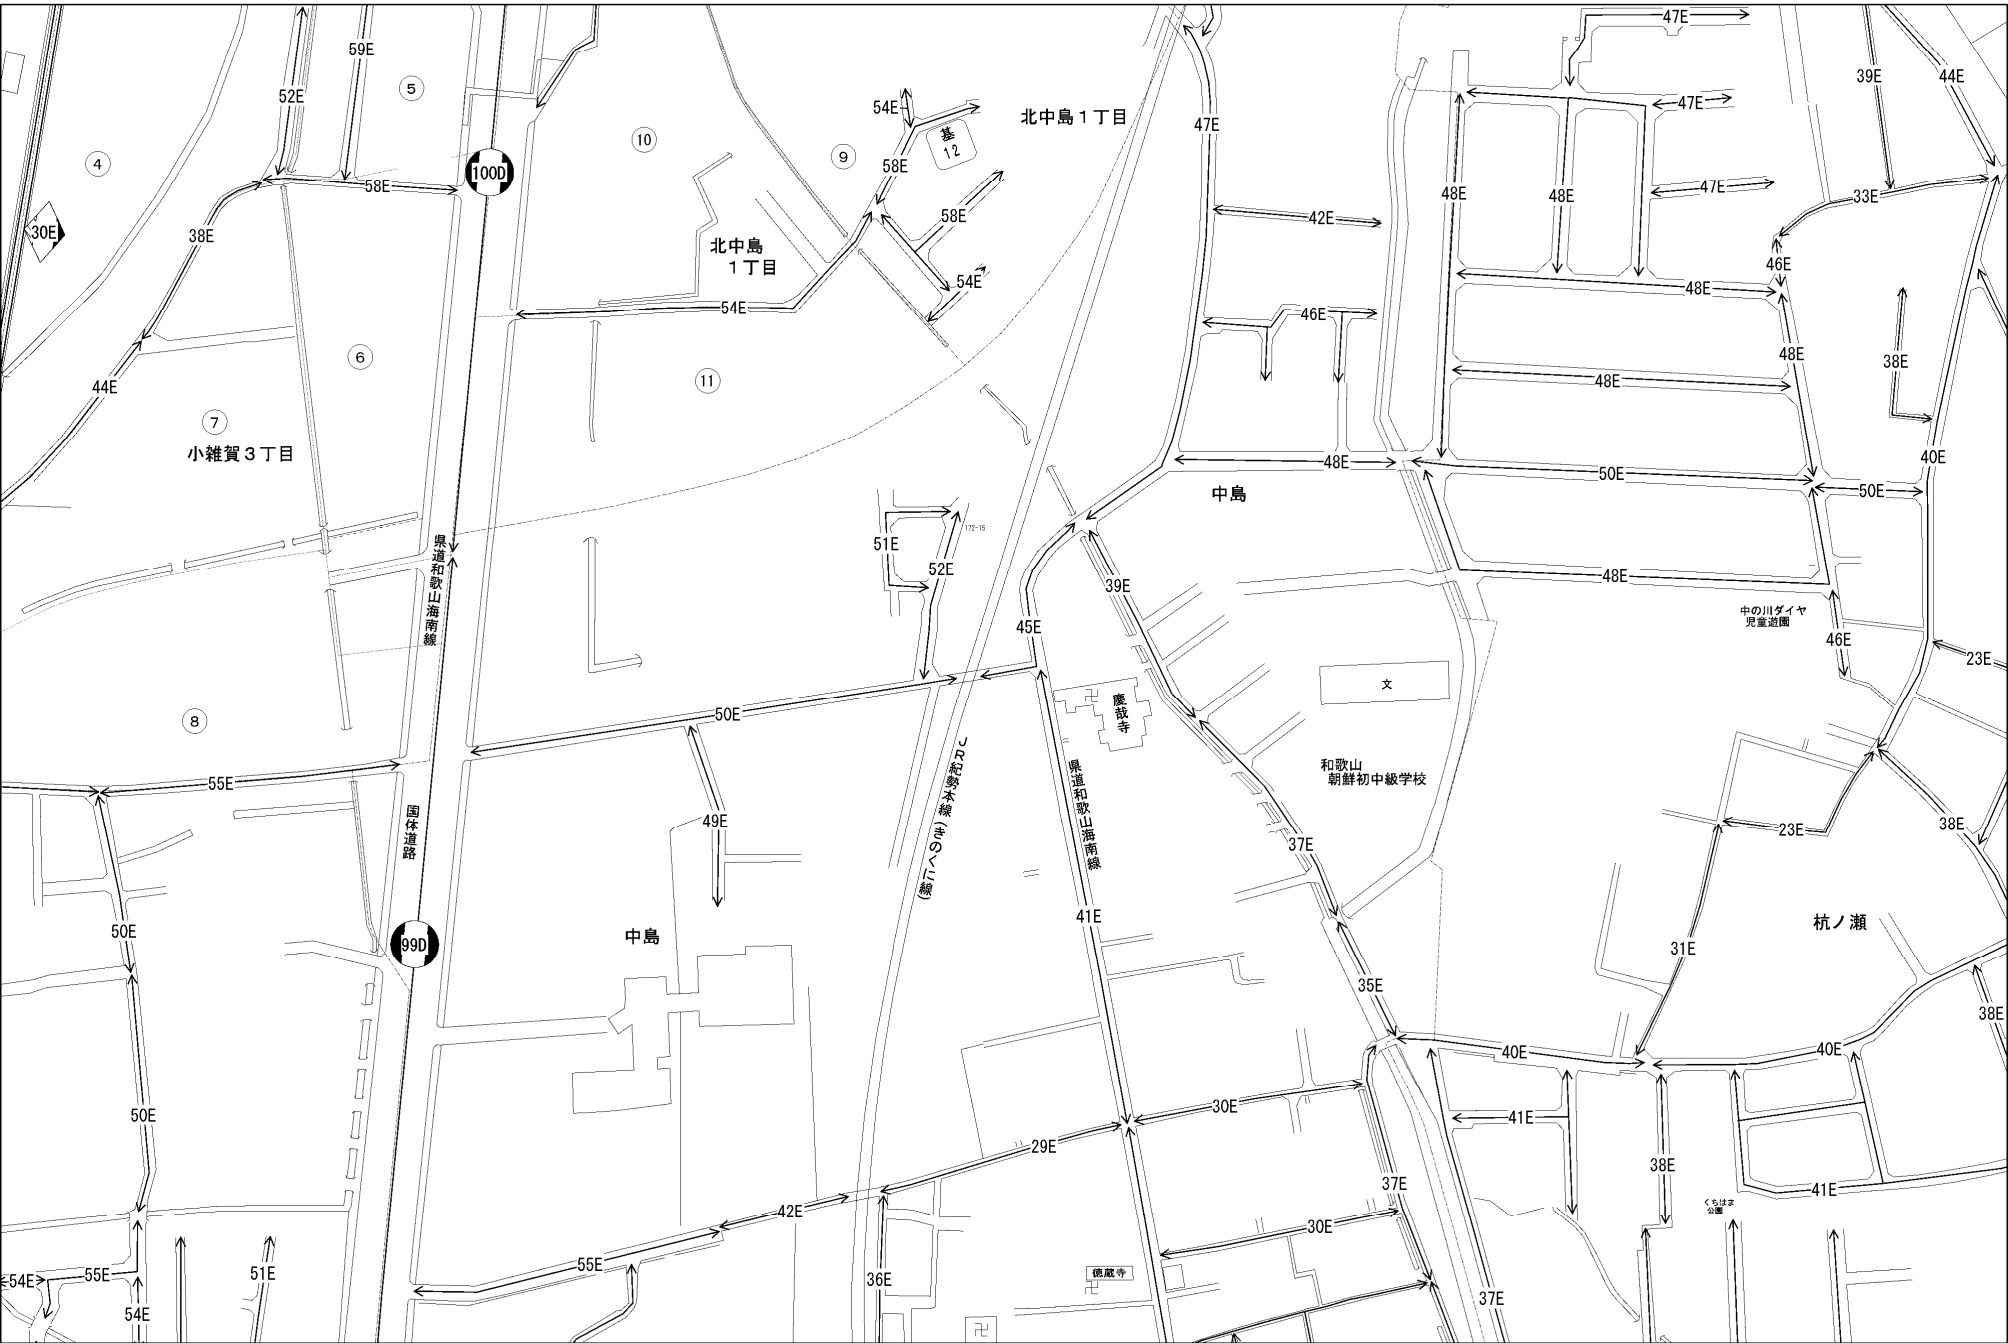 47E
59E
52E
⑤
39E
44E
47E
54E
基
12
北中島１丁目
47E
④
⑩
⑨
100D
58E
58E
48E
48E
47E
33E
30E
38E
58E
42E
北中島
１丁目
46E
54E
48E
54E
46E
⑥
48E
38E
44E
⑪
48E
⑦
小雑賀３丁目
48E
50E
40E
中島
50E
172-15
51E
県道和歌山海南線
52E
39E
48E
中の川ダイヤ
児童遊園
45E
46E
23E
文
慶哉寺
⑧
50E
ＪＲ紀勢本線（きのくに線）
県道和歌山海南線
和歌山
朝鮮初中級学校
55E
国体道路
49E
37E
23E
38E
41E
50E
中島
杭ノ瀬
99D
31E
35E
38E
40E
40E
50E
30E
41E
29E
38E
37E
41E
42E
30E
くちはま
公園
55E
54E
55E
51E
36E
徳蔵寺
54E
37E